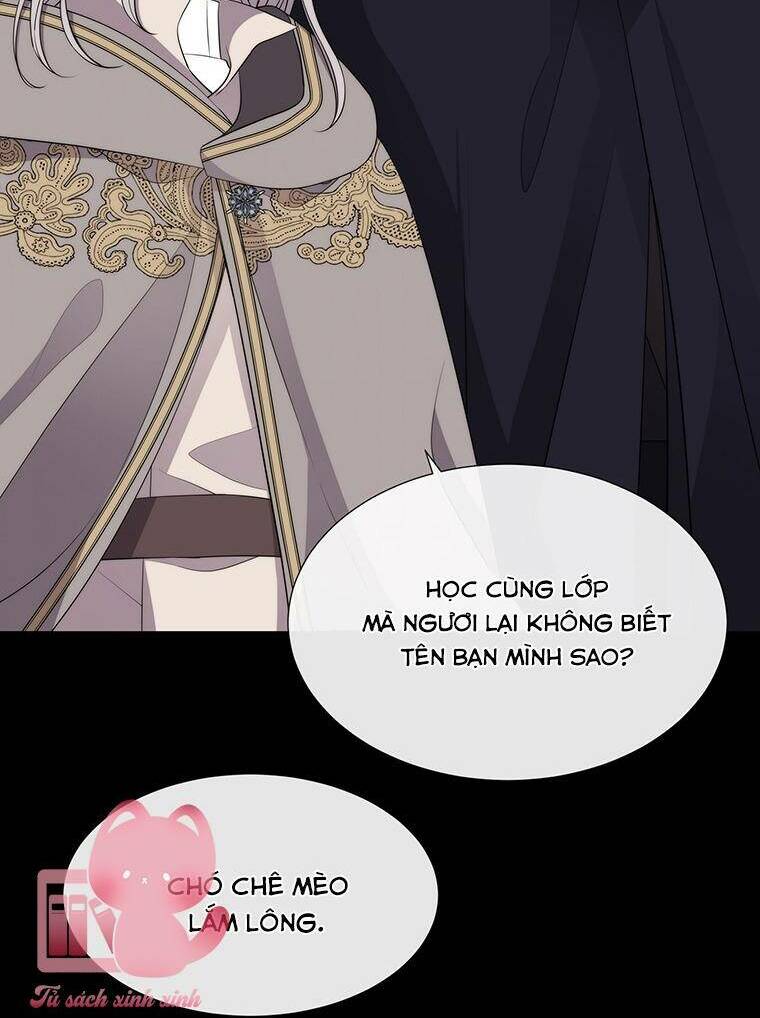 HỌC CÙNG LỚP
MÀ NGƯƠI LẠI KHÔNG BIẾT
TÊN BẠN MÌNH SAO?
CHÓ CHÊ MÈO
LẮM LÔNG.
Tủ sách xinh xinh